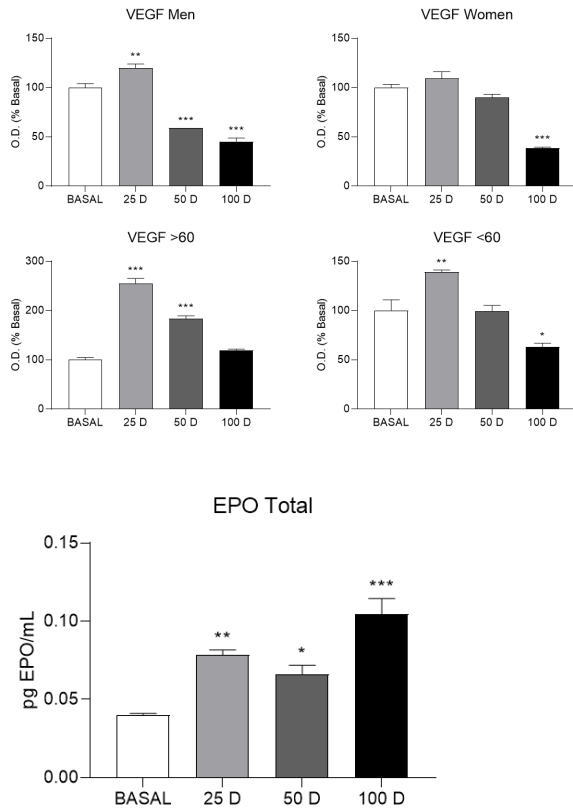 VEGF Men
O.D. (% Basal)
150
100
50
0
**
***
***
BASAL 25 D 50 D 100 D
VEGF Women
O.D. (% Basal)
150
100
50
0
***
BASAL 25 D 50 D 100 D
VEGF >60
O.D. (% Basal)
300
200
100
0
***
***
BASAL 25 D 50 D 100 D
VEGF <60
O.D. (% Basal)
150
100
50
0
**
*
BASAL 25 D 50 D 100 D
EPO Total
pg EPO/mL
0.15
0.10
0.05
0.00
**
*
***
BASAL 25 D 50 D 100 D